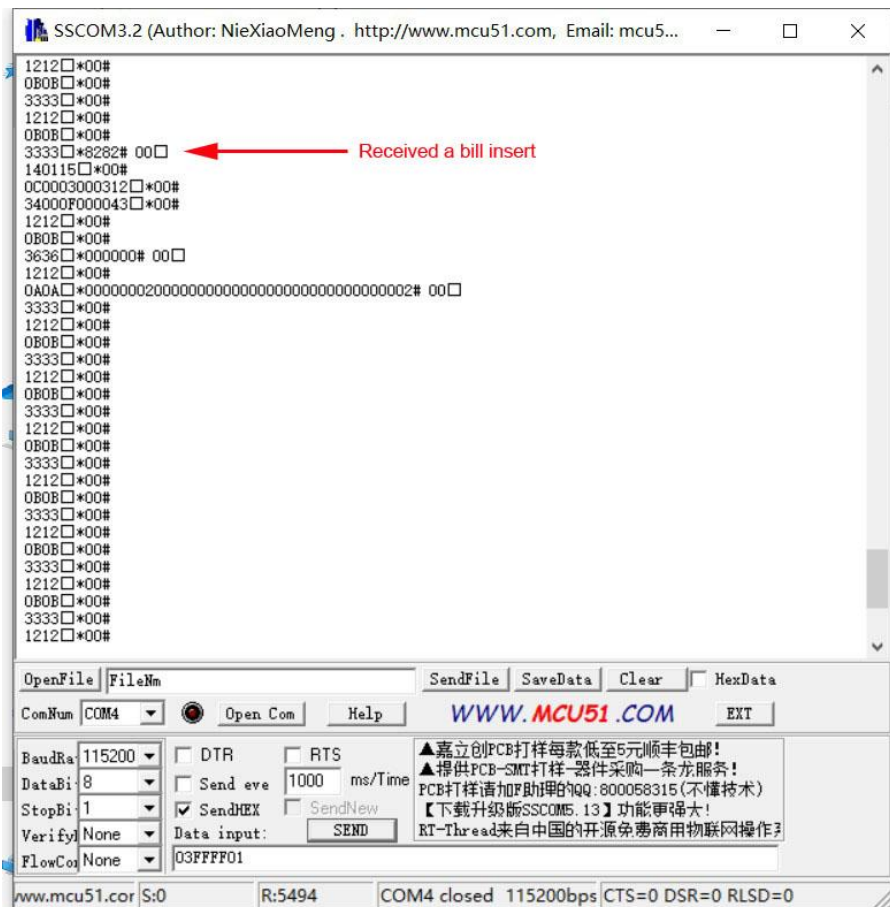 SSCOM3.2 (Author: NieXiaoMeng . http://www.mcu51.com, Email: mcu5...
1212□*00#
0B0B□*00#
3333□*00#
1212□*00#
0B0B□*00#
3333□*8282# 00□
Received a bill insert
140115□*00#
0C0003000312□*00#
34000F000043□*00#
1212□*00#
0B0B□*00#
3636□*000000# 00□
1212□*00#
0A0A□*00000002000000000000000000000000000002# 00□
3333□*00#
1212□*00#
0B0B□*00#
3333□*00#
1212□*00#
0B0B□*00#
3333□*00#
1212□*00#
0B0B□*00#
3333□*00#
1212□*00#
0B0B□*00#
3333□*00#
1212□*00#
0B0B□*00#
3333□*00#
1212□*00#
0B0B□*00#
3333□*00#
1212□*00#
OpenFile FileNm SendFile SaveData Clear HexData
ComNum COM4 Open Com Help WWW.MCU51.COM EXT
BaudRa 115200 DTR RTS
DataBi 8 Send eve 1000 ms/Time
StopBi 1 SendHEX SendNew
Verify None Data input: SEND
FlowCo None 03FFFF01
▲嘉立创PCB打样每款低至5元顺丰包邮!
▲提供PCB-SMT打样-器件采购一条龙服务!
PCB打样请加F助理的QQ:800058315(不懂技术)
【下载升级版SSCOM5.13】功能更强大!
RT-Thread来自中国的开源免费商用物联网操作
www.mcu51.cor S:0 R:5494 COM4 closed 115200bps CTS=0 DSR=0 RLSD=0